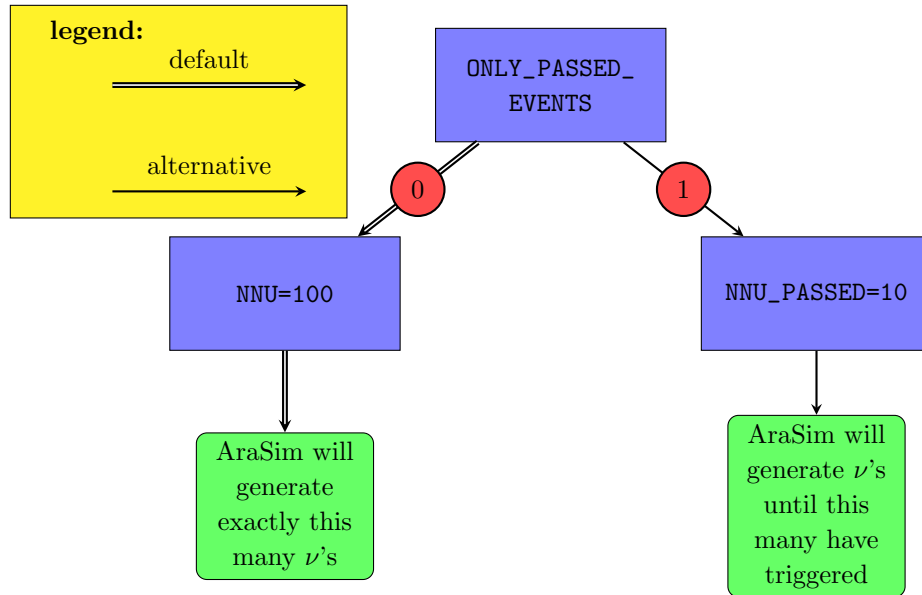 legend:
default
alternative
ONLY_PASSED_
EVENTS
0
1
NNU=100
NNU_PASSED=10
AraSim will
generate
exactly this
many ν's
AraSim will
generate ν's
until this
many have
triggered